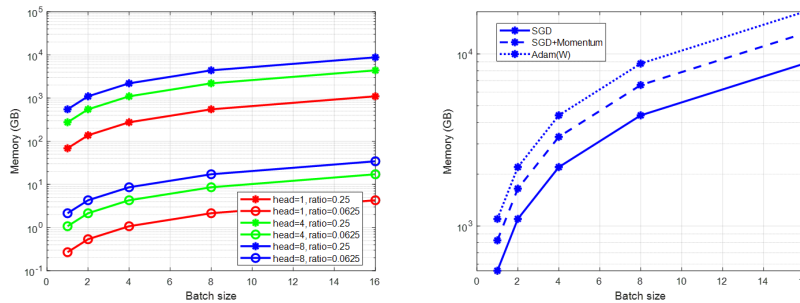 10^5
10^4
10^3
10^2
10^1
10^0
10^-1
Memory (GB)
head=1, ratio=0.25
head=1, ratio=0.0625
head=4, ratio=0.25
head=4, ratio=0.0625
head=8, ratio=0.25
head=8, ratio=0.0625
0 2 4 6 8 10 12 14 16
Batch size
10^4
10^3
Memory (GB)
SGD
SGD+Momentum
Adam(W)
0 2 4 6 8 10 12 14 16
Batch size